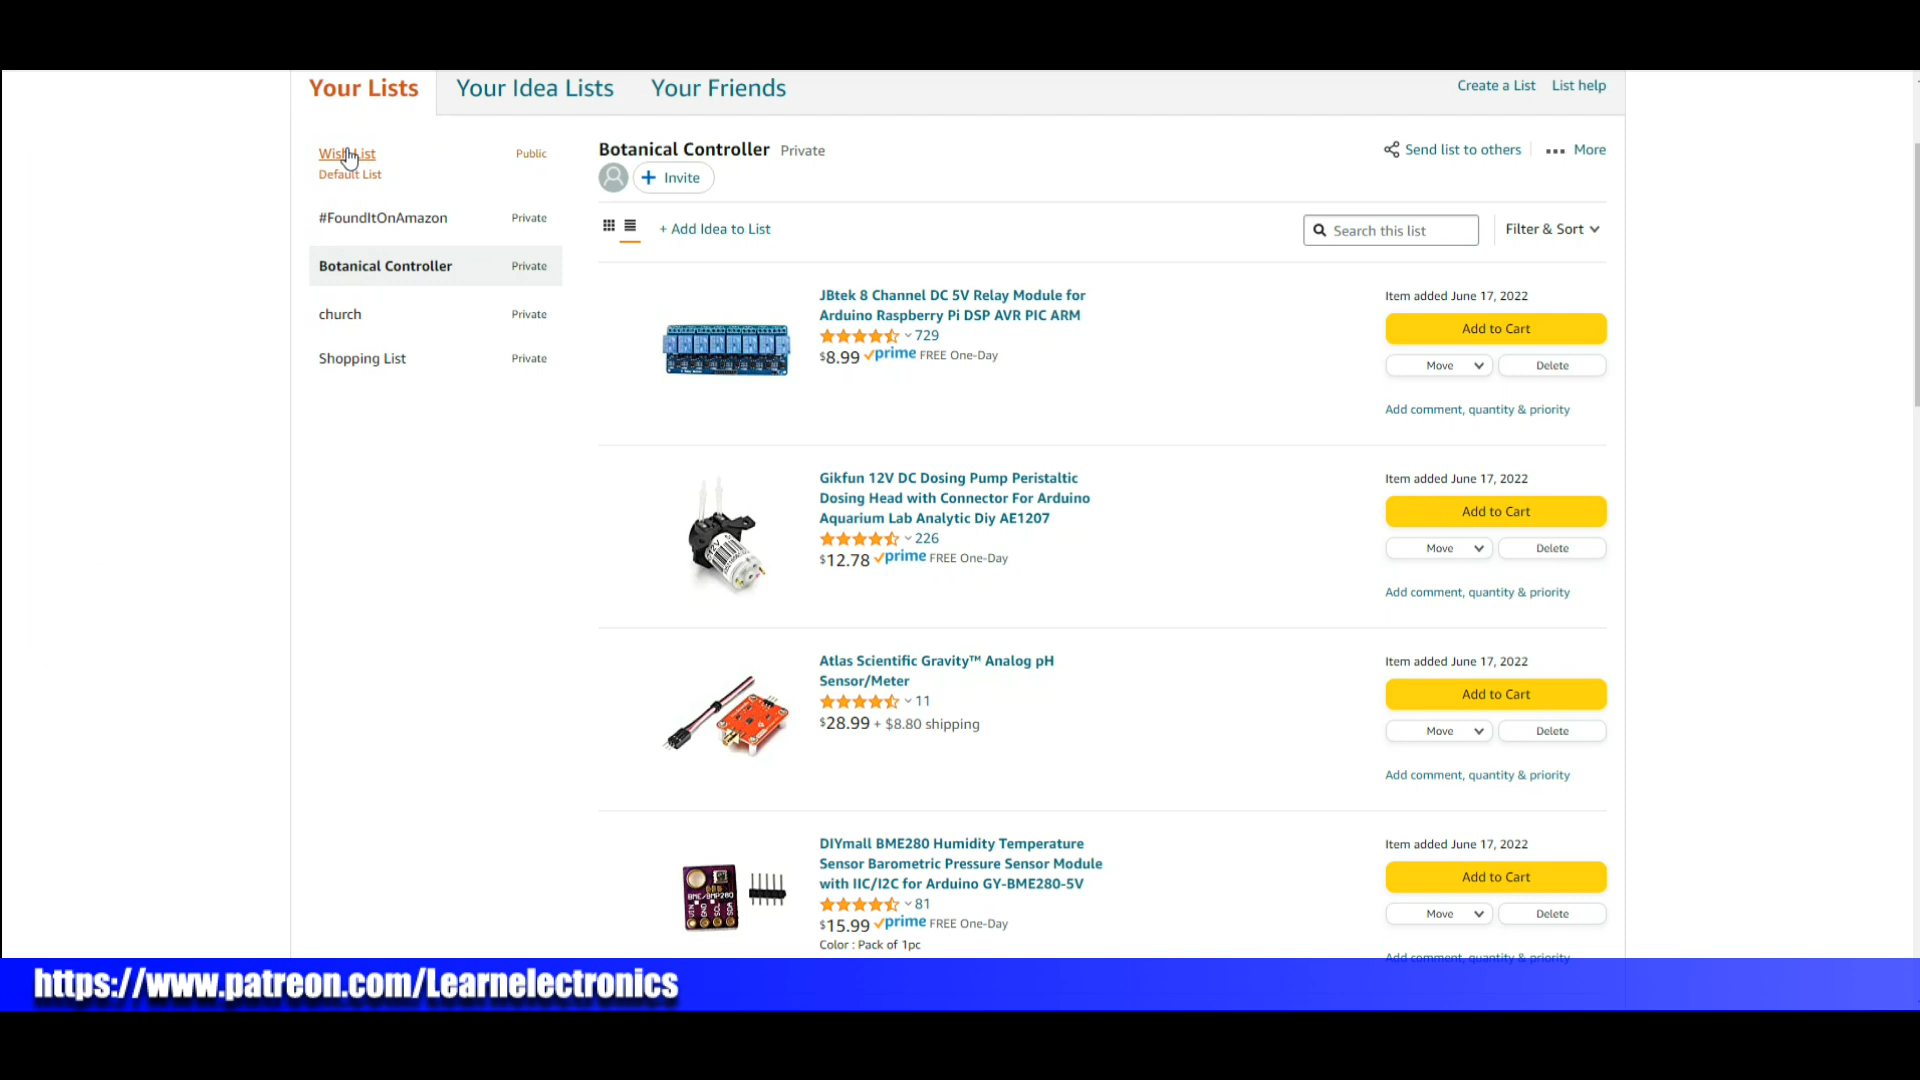 Your Lists
Your Idea Lists
Your Friends
Create a List
List help
Wish List
Public
Default List
#FoundItOnAmazon
Private
Botanical Controller
Private
church
Private
Shopping List
Private
Botanical Controller Private
Send list to others
More
+ Invite
+ Add Idea to List
Search this list
Filter & Sort
JBtek 8 Channel DC 5V Relay Module for
Arduino Raspberry Pi DSP AVR PIC ARM
729
$8.99 prime FREE One-Day
Item added June 17, 2022
Add to Cart
Move
Delete
Add comment, quantity & priority
Gikfun 12V DC Dosing Pump Peristaltic
Dosing Head with Connector For Arduino
Aquarium Lab Analytic Diy AE1207
226
$12.78 prime FREE One-Day
Item added June 17, 2022
Add to Cart
Move
Delete
Add comment, quantity & priority
Atlas Scientific Gravity™ Analog pH
Sensor/Meter
11
$28.99 + $8.80 shipping
Item added June 17, 2022
Add to Cart
Move
Delete
Add comment, quantity & priority
DIYmall BME280 Humidity Temperature
Sensor Barometric Pressure Sensor Module
with IIC/I2C for Arduino GY-BME280-5V
81
$15.99 prime FREE One-Day
Color : Pack of 1pc
Item added June 17, 2022
Add to Cart
Move
Delete
Add comment, quantity & priority
https://www.patreon.com/Learnelectronics